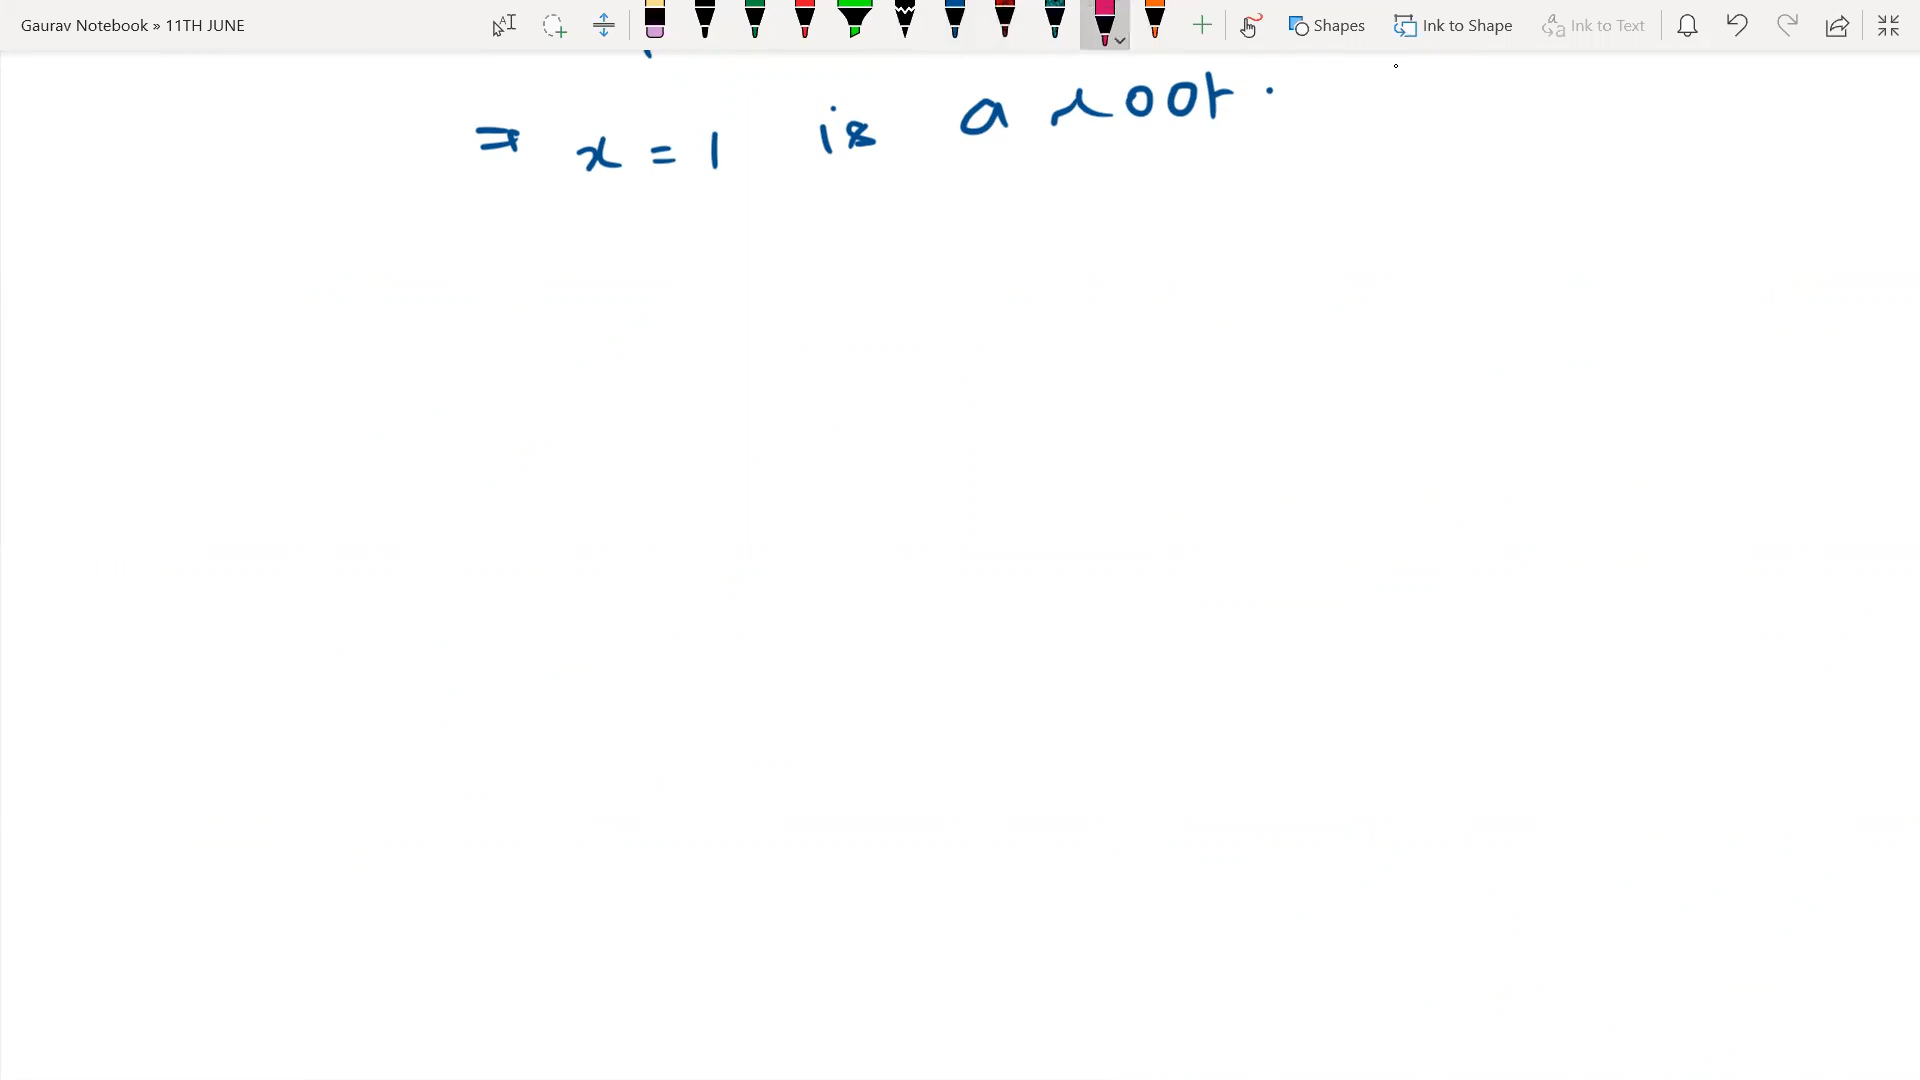 Gaurav Notebook » 11TH JUNE Shapes Ink to Shape Ink to Text
⇒ x = 1 is a root.